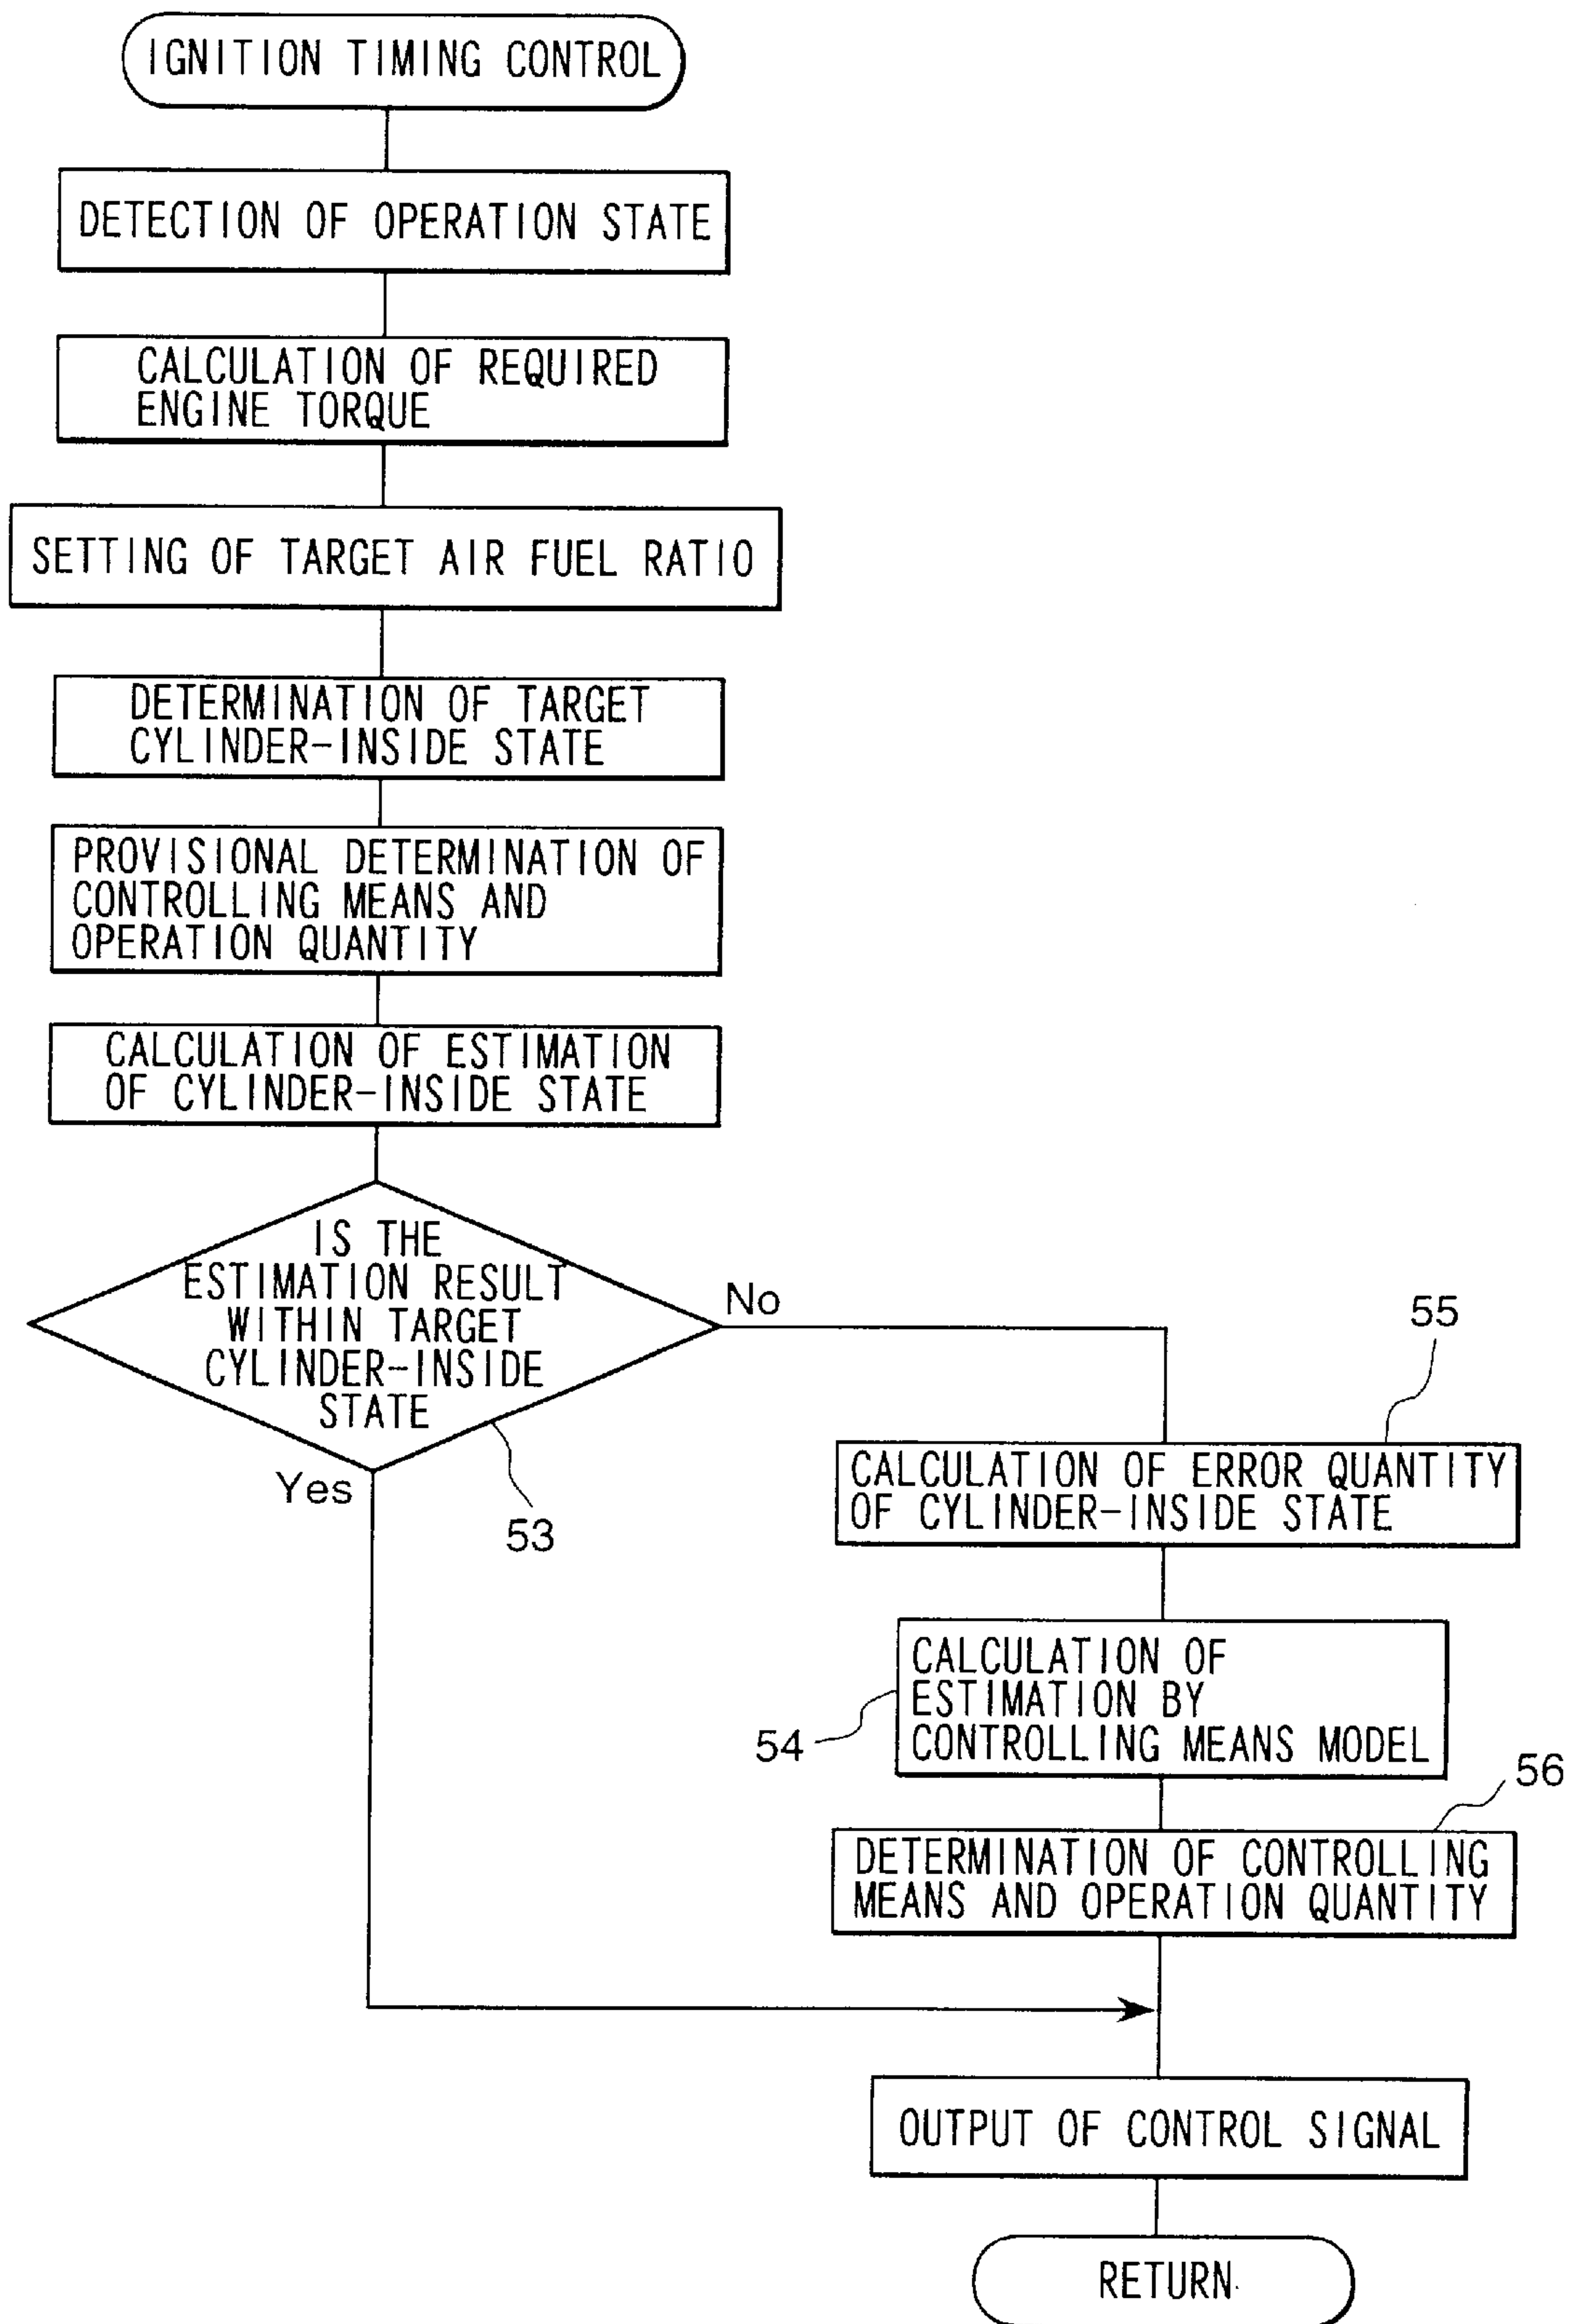 IGNITION TIMING CONTROL
DETECTION OF OPERATION STATE
CALCULATION OF REQUIRED
ENGINE TORQUE
SETTING OF TARGET AIR FUEL RATIO
DETERMINATION OF TARGET
CYLINDER-INSIDE STATE
PROVISIONAL DETERMINATION OF
CONTROLLING MEANS AND
OPERATION QUANTITY
CALCULATION OF ESTIMATION
OF CYLINDER-INSIDE STATE
IS THE
ESTIMATION RESULT
WITHIN TARGET
CYLINDER-INSIDE
STATE
No
Yes
53
55
CALCULATION OF ERROR QUANTITY
OF CYLINDER-INSIDE STATE
CALCULATION OF
ESTIMATION BY
CONTROLLING MEANS MODEL
54
56
DETERMINATION OF CONTROLLING
MEANS AND OPERATION QUANTITY
OUTPUT OF CONTROL SIGNAL
RETURN